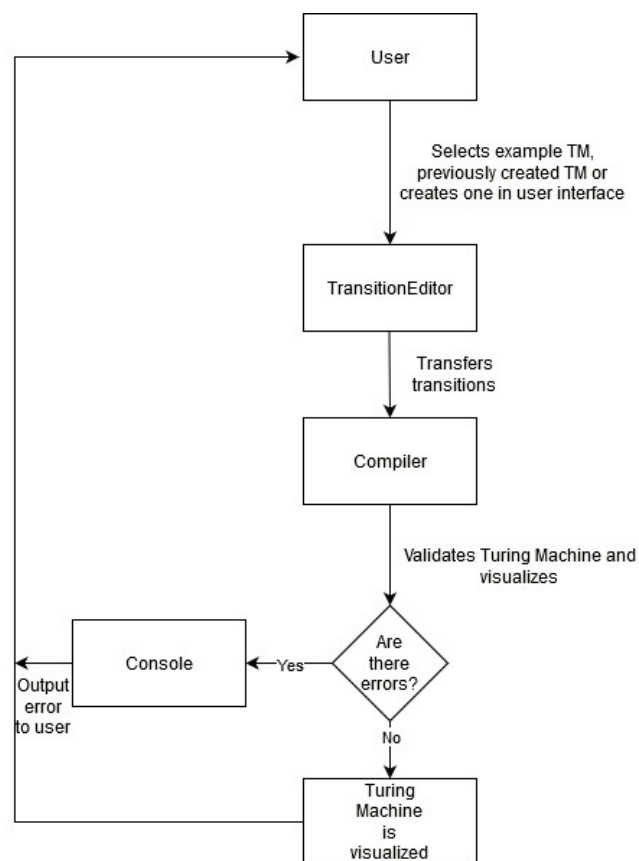 User
Selects example TM,
previously created TM or
creates one in user interface
TransitionEditor
Transfers
transitions
Compiler
Validates Turing Machine and
visualizes
Are
there
errors?
Yes
Console
Output
error
to user
No
Turing
Machine
is
visualized